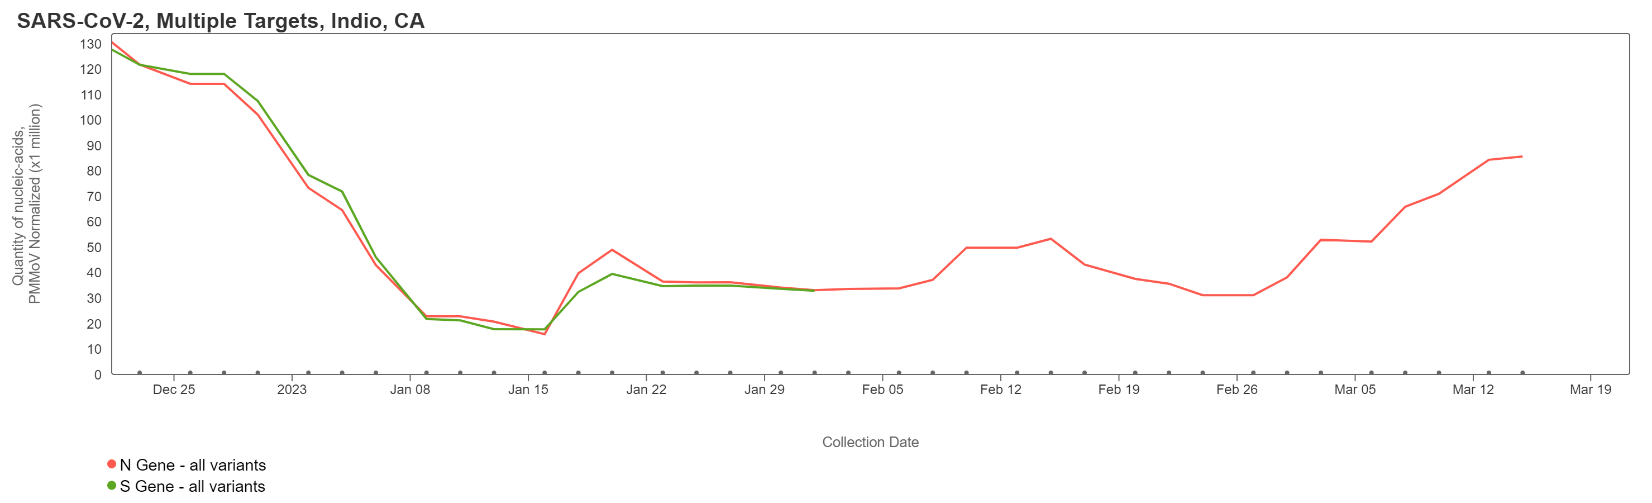 SARS-CoV-2, Multiple Targets, Indio, CA
Quantity of nucleic-acids,
PMMoV Normalized (x1 million)
130
120
110
100
90
80
70
60
50
40
30
20
10
0
Dec 25 2023 Jan 08 Jan 15 Jan 22 Jan 29 Feb 05 Feb 12 Feb 19 Feb 26 Mar 05 Mar 12 Mar 19
Collection Date
N Gene - all variants
S Gene - all variants